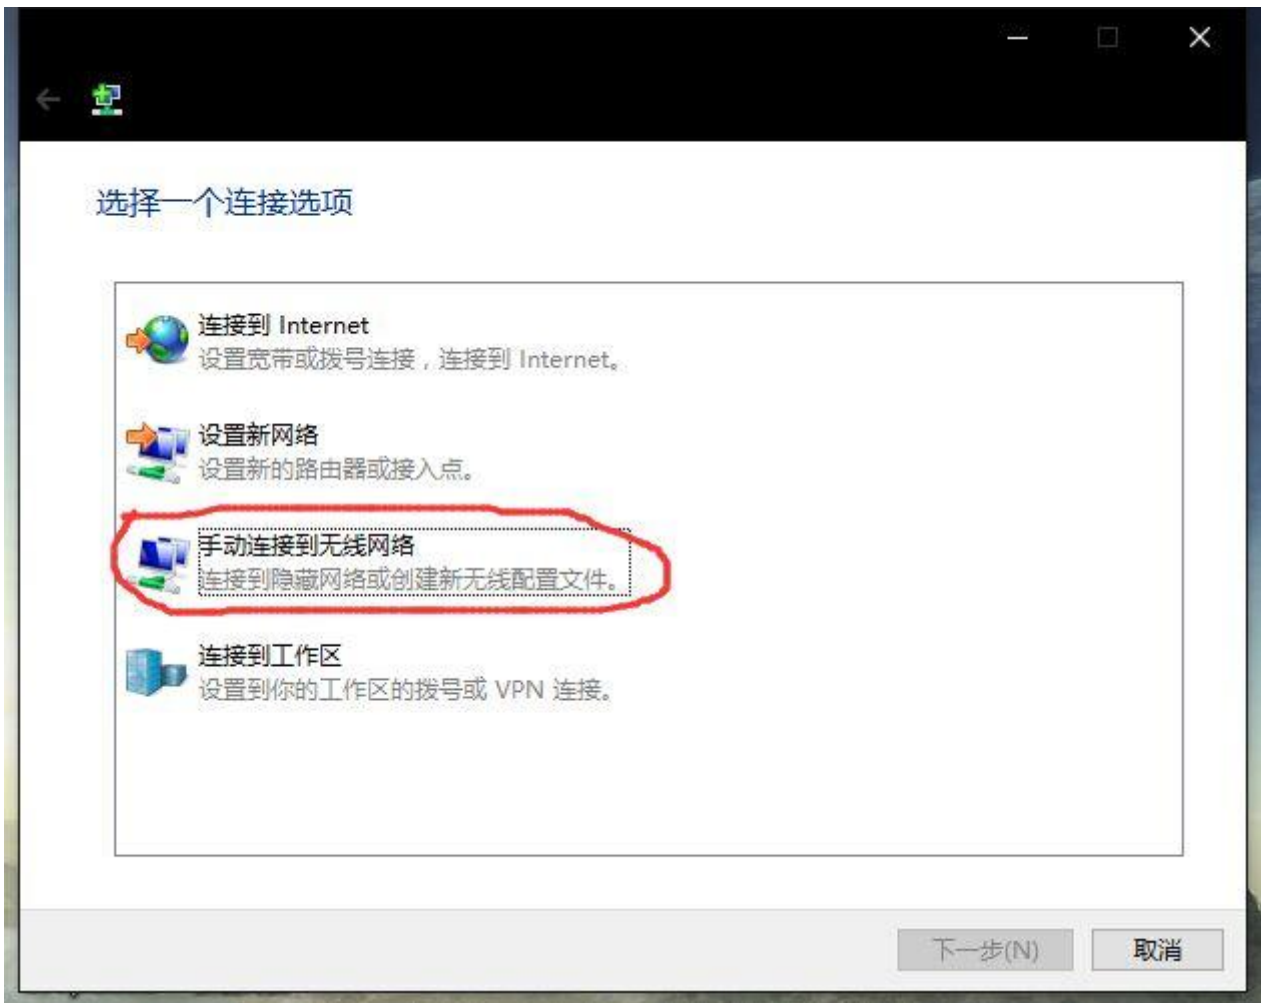 选择一个连接选项
连接到 Internet
设置宽带或拨号连接，连接到 Internet。
设置新网络
设置新的路由器或接入点。
手动连接到无线网络
连接到隐藏网络或创建新无线配置文件。
连接到工作区
设置到你的工作区的拨号或 VPN 连接。
下一步(N)
取消